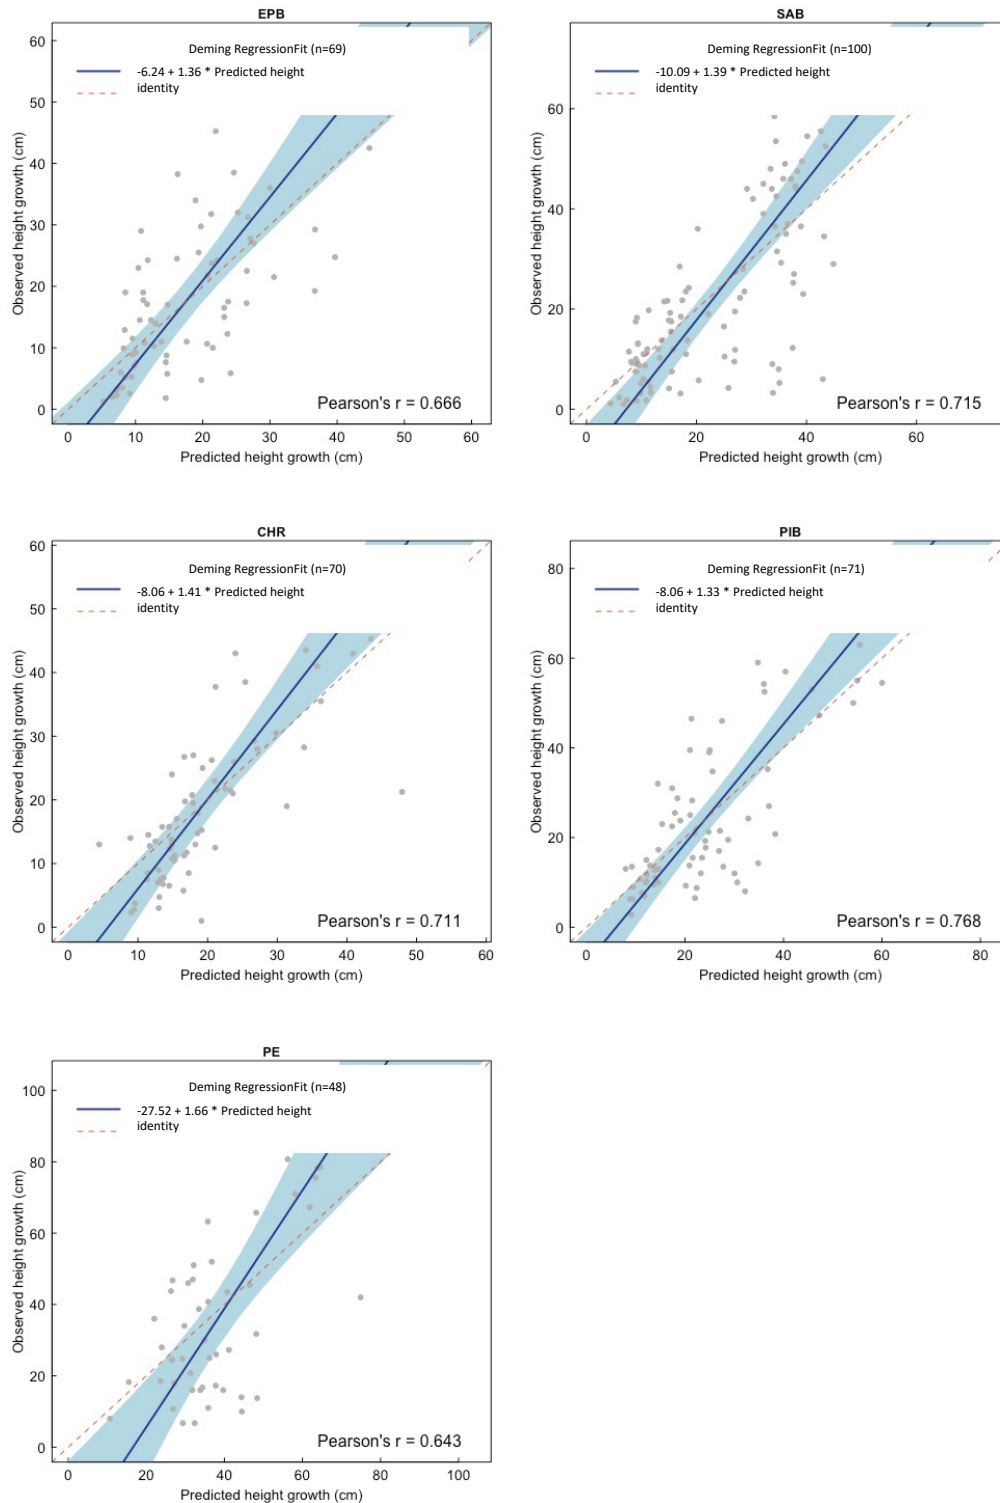 EPB
Deming RegressionFit (n=69)
-6.24 + 1.36 * Predicted height
identity
Observed height growth (cm)
60
50
40
30
20
10
0
Pearson's r = 0.666
0 10 20 30 40 50 60
Predicted height growth (cm)
SAB
Deming RegressionFit (n=100)
-10.09 + 1.39 * Predicted height
identity
Observed height growth (cm)
60
40
20
0
Pearson's r = 0.715
0 20 40 60
Predicted height growth (cm)
CHR
Deming RegressionFit (n=70)
-8.06 + 1.41 * Predicted height
identity
Observed height growth (cm)
60
50
40
30
20
10
0
Pearson's r = 0.711
0 10 20 30 40 50 60
Predicted height growth (cm)
PIB
Deming RegressionFit (n=71)
-8.06 + 1.33 * Predicted height
identity
Observed height growth (cm)
80
60
40
20
0
Pearson's r = 0.768
0 20 40 60 80
Predicted height growth (cm)
PE
Deming RegressionFit (n=48)
-27.52 + 1.66 * Predicted height
identity
Observed height growth (cm)
100
80
60
40
20
0
Pearson's r = 0.643
0 20 40 60 80 100
Predicted height growth (cm)